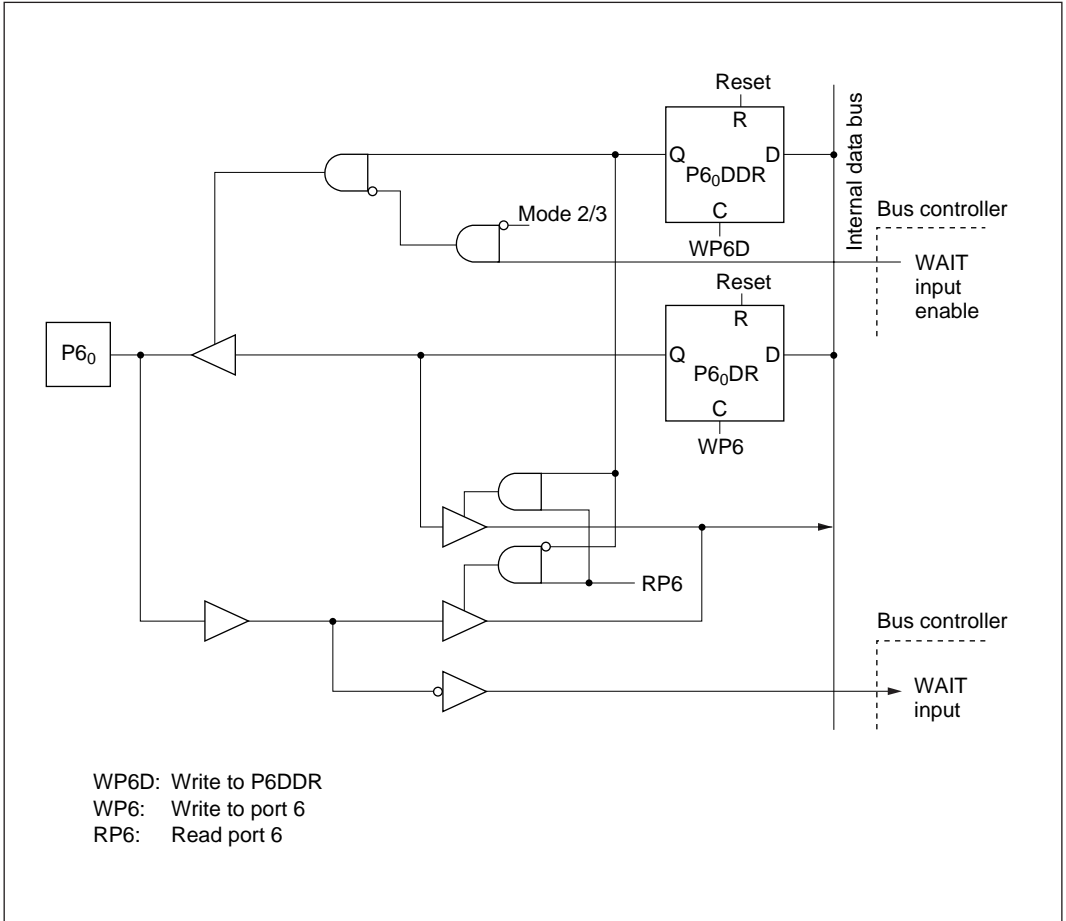 Reset
R
Q
D
P6₀DDR
C
WP6D
Internal data bus
Mode 2/3
Bus controller
WAIT
input
enable
Reset
R
P6₀
Q
D
P6₀DR
C
WP6
RP6
Bus controller
WAIT
input
WP6D: Write to P6DDR
WP6: Write to port 6
RP6: Read port 6